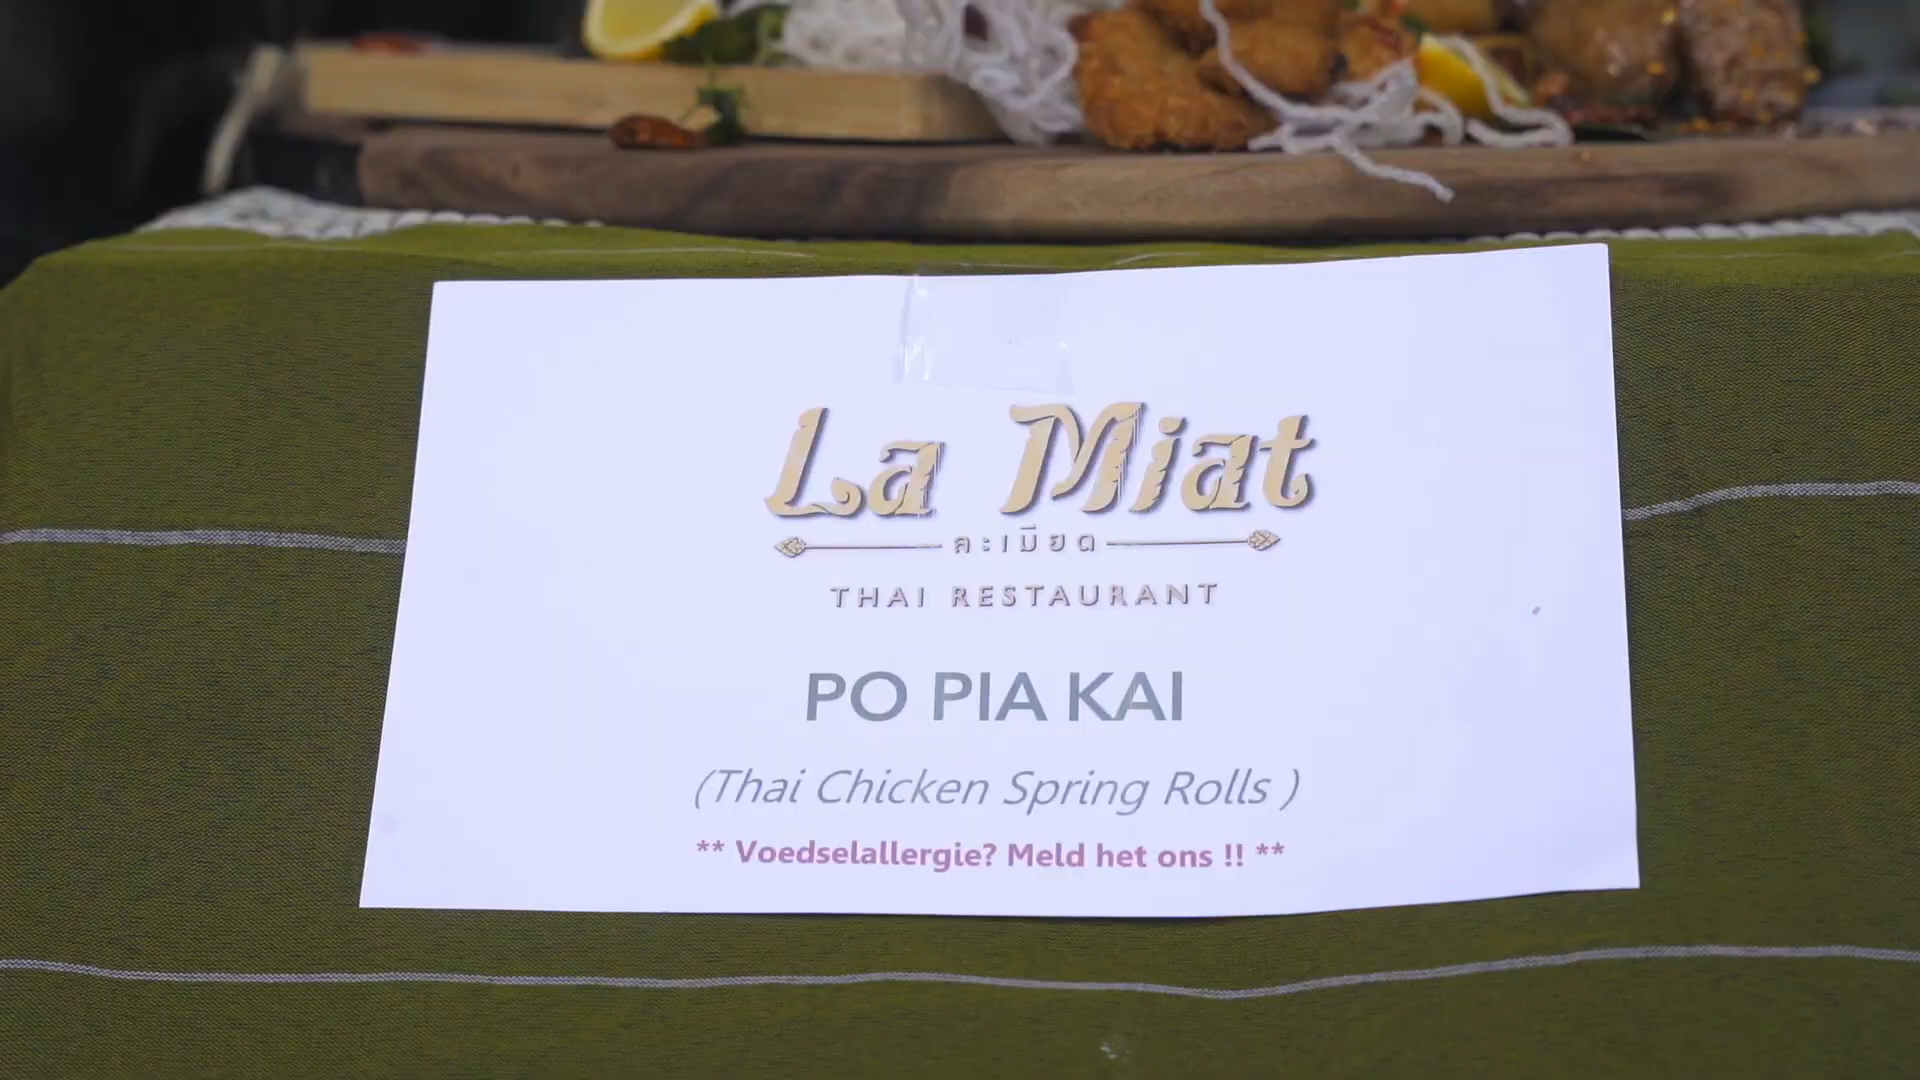 La Miat
ละเมียด
THAI RESTAURANT
PO PIA KAI
(Thai Chicken Spring Rolls )
** Voedselallergie? Meld het ons !! **